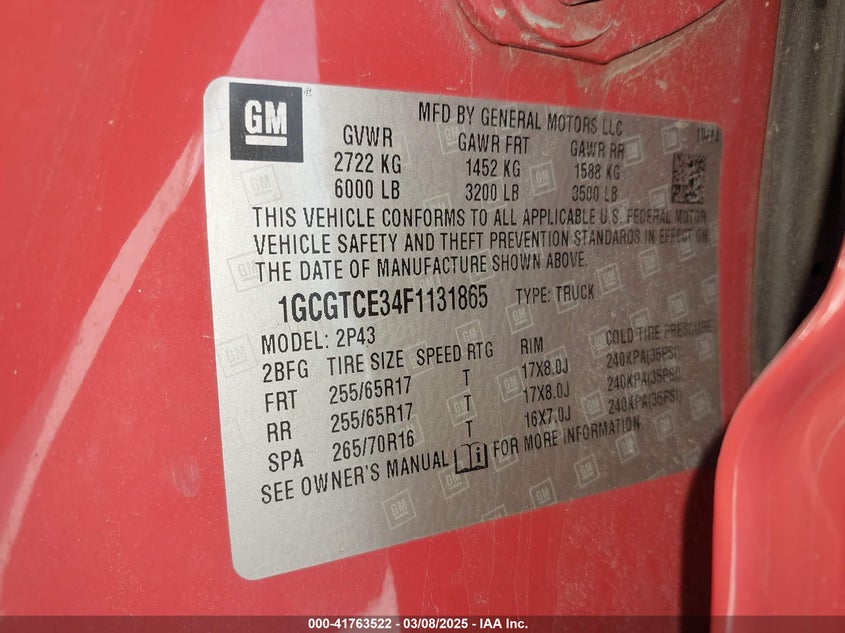 GM
MFD BY GENERAL MOTORS LLC
10/14
GVWR GAWR FRT GAWR RR
2722 KG 1452 KG 1588 KG
6000 LB 3200 LB 3500 LB
THIS VEHICLE CONFORMS TO ALL APPLICABLE U.S. FEDERAL MOTOR
VEHICLE SAFETY AND THEFT PREVENTION STANDARDS IN EFFECT ON
THE DATE OF MANUFACTURE SHOWN ABOVE.
1GCGTCE34F1131865 TYPE: TRUCK
MODEL: 2P43
2BFG TIRE SIZE SPEED RTG RIM COLD TIRE PRESSURE
FRT 255/65R17 T 17X8.0J 240KPA(35PSI)
RR 255/65R17 T 17X8.0J 240KPA(35PSI)
SPA 265/70R16 T 16X7.0J 240KPA(35PSI)
SEE OWNER'S MANUAL FOR MORE INFORMATION
000-41763522 — 03/08/2025 — IAA Inc.